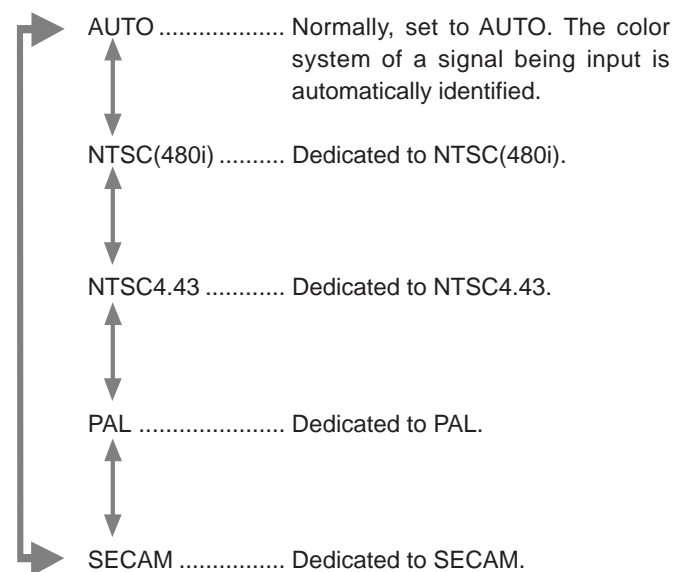 AUTO ................... Normally, set to AUTO. The color
system of a signal being input is
automatically identified.
NTSC(480i) .......... Dedicated to NTSC(480i).
NTSC4.43 ............ Dedicated to NTSC4.43.
PAL ...................... Dedicated to PAL.
SECAM ................ Dedicated to SECAM.